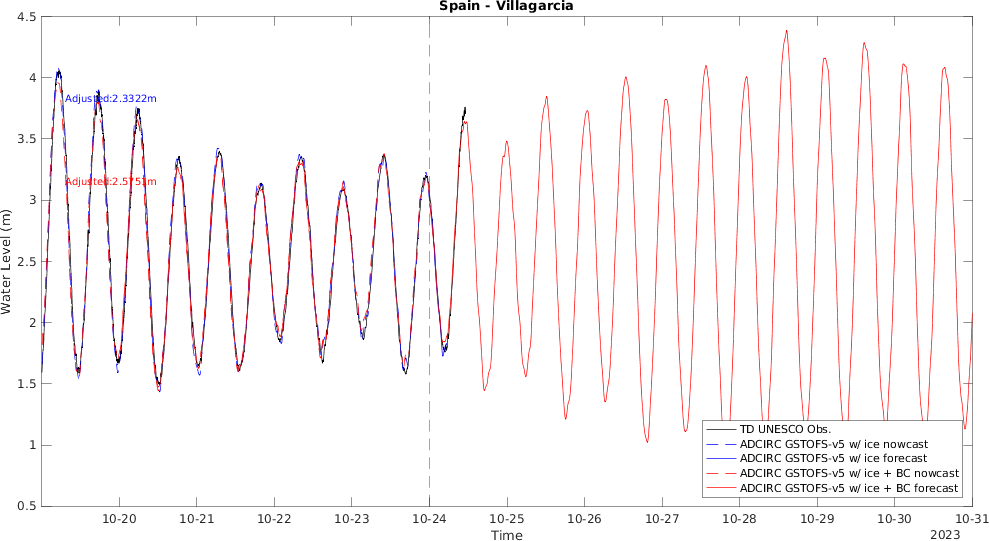 Spain - Villagarcia
4.5
4
3.5
3
2.5
2
1.5
1
0.5
Water Level (m)
Adjusted:2.3322m
Adjusted:2.5751m
TD UNESCO Obs.
ADCIRC GSTOFS-v5 w/ ice nowcast
ADCIRC GSTOFS-v5 w/ ice forecast
ADCIRC GSTOFS-v5 w/ ice + BC nowcast
ADCIRC GSTOFS-v5 w/ ice + BC forecast
10-20 10-21 10-22 10-23 10-24 10-25 10-26 10-27 10-28 10-29 10-30 10-31
Time
2023